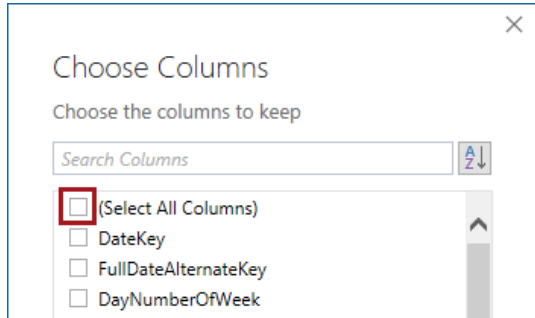 Choose Columns
Choose the columns to keep
Search Columns
A
Z
(Select All Columns)
DateKey
FullDateAlternateKey
DayNumberOfWeek